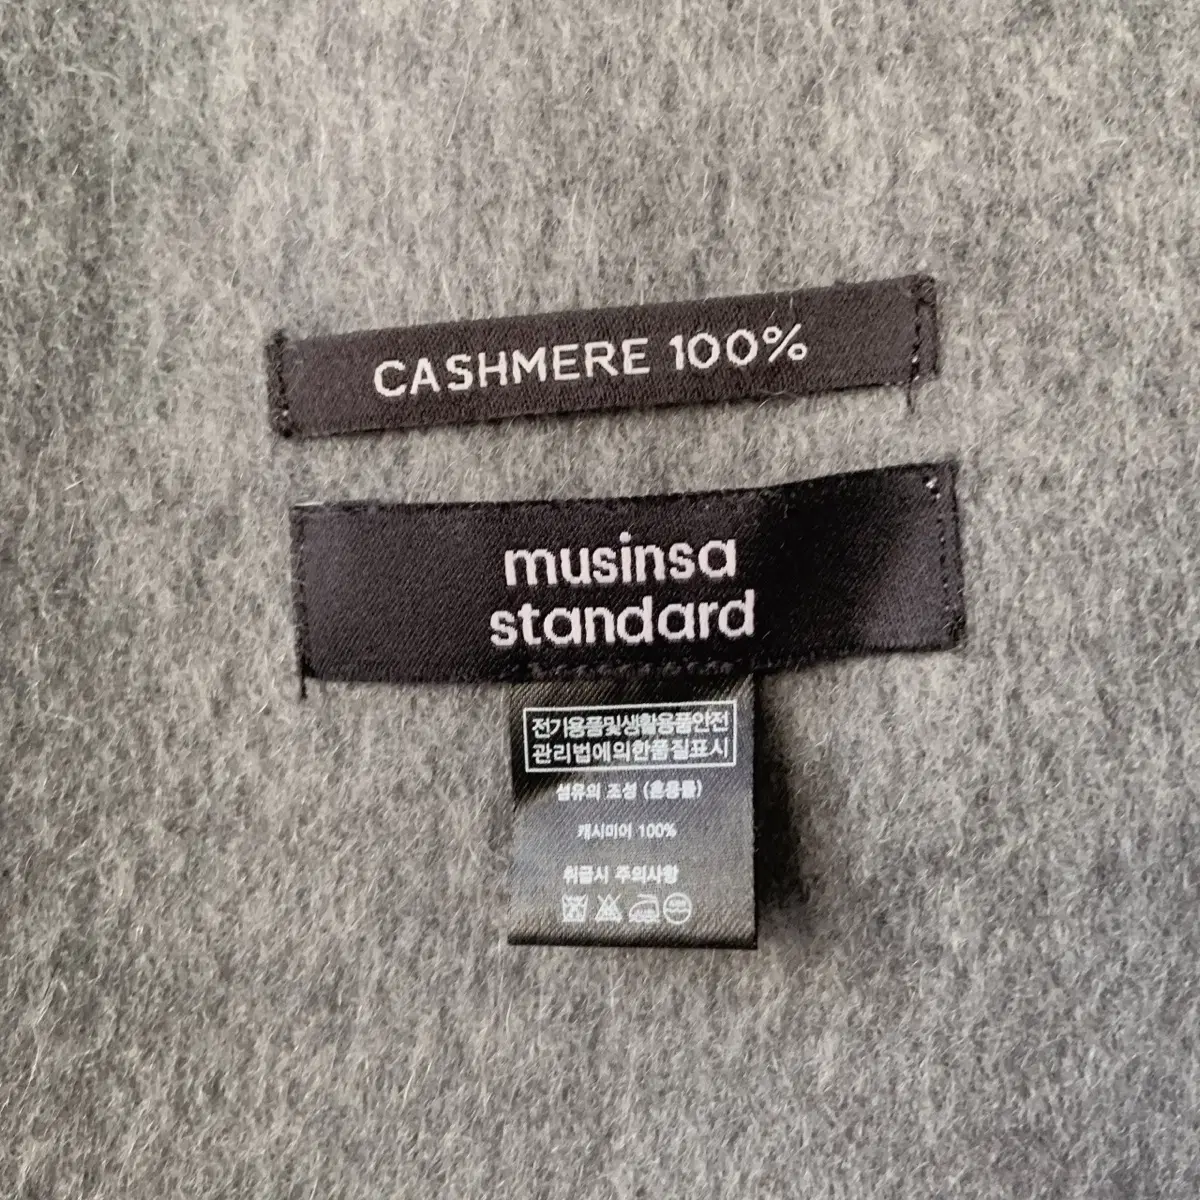 CASHMERE 100%
musinsa
standard
전기용품및생활용품안전
관리법에의한품질표시
섬유의 조성 (혼용률)
캐시미어 100%
취급시 주의사항